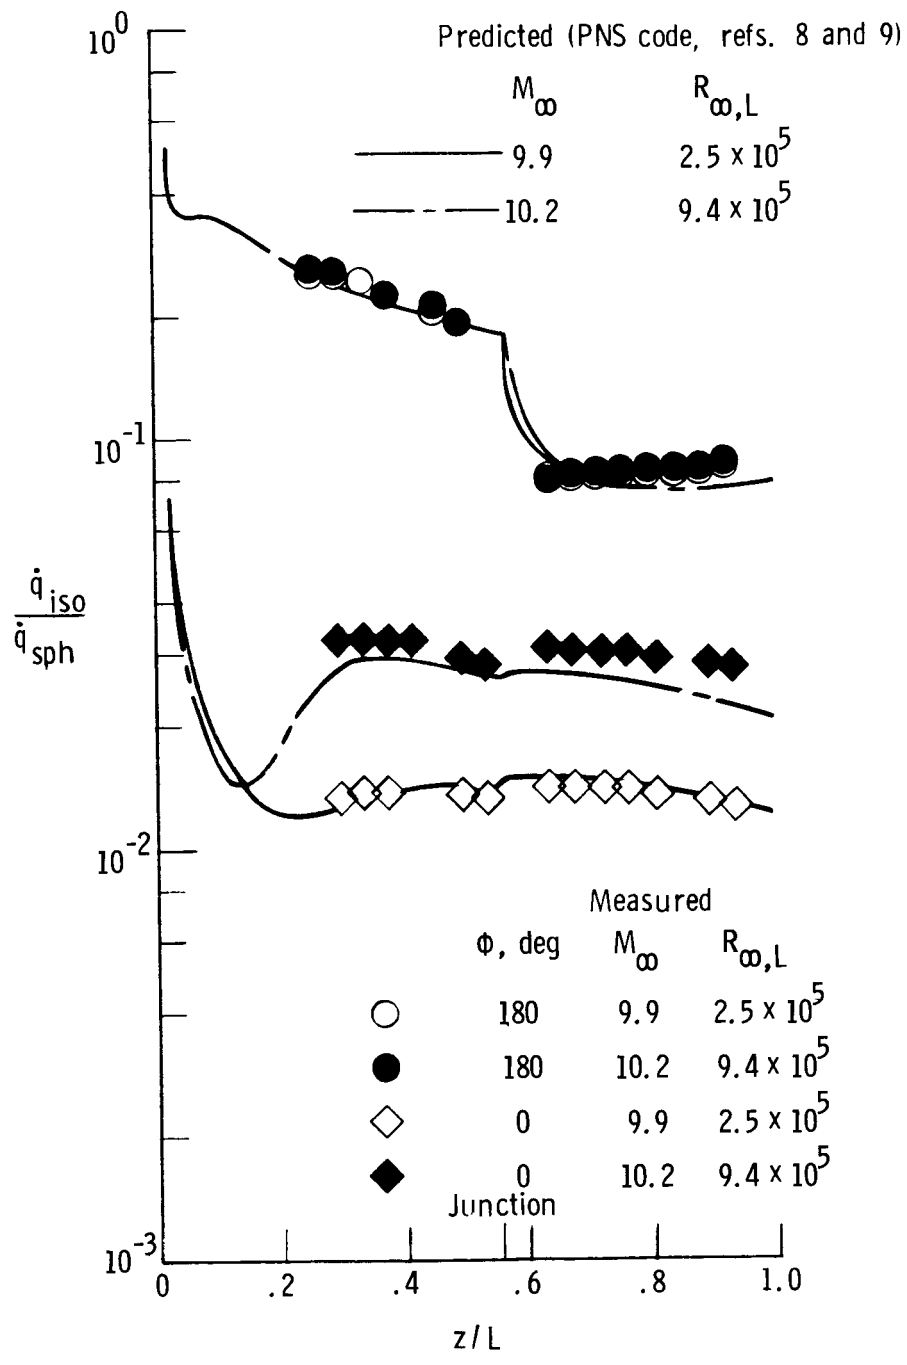 Predicted (PNS code, refs. 8 and 9)
M∞ R∞,L
9.9 2.5 x 10^5
10.2 9.4 x 10^5
10^0
10^-1
q̇iso
q̇sph
10^-2
10^-3
Measured
Φ, deg M∞ R∞,L
180 9.9 2.5 x 10^5
180 10.2 9.4 x 10^5
0 9.9 2.5 x 10^5
0 10.2 9.4 x 10^5
Junction
0 .2 .4 .6 .8 1.0
z/L